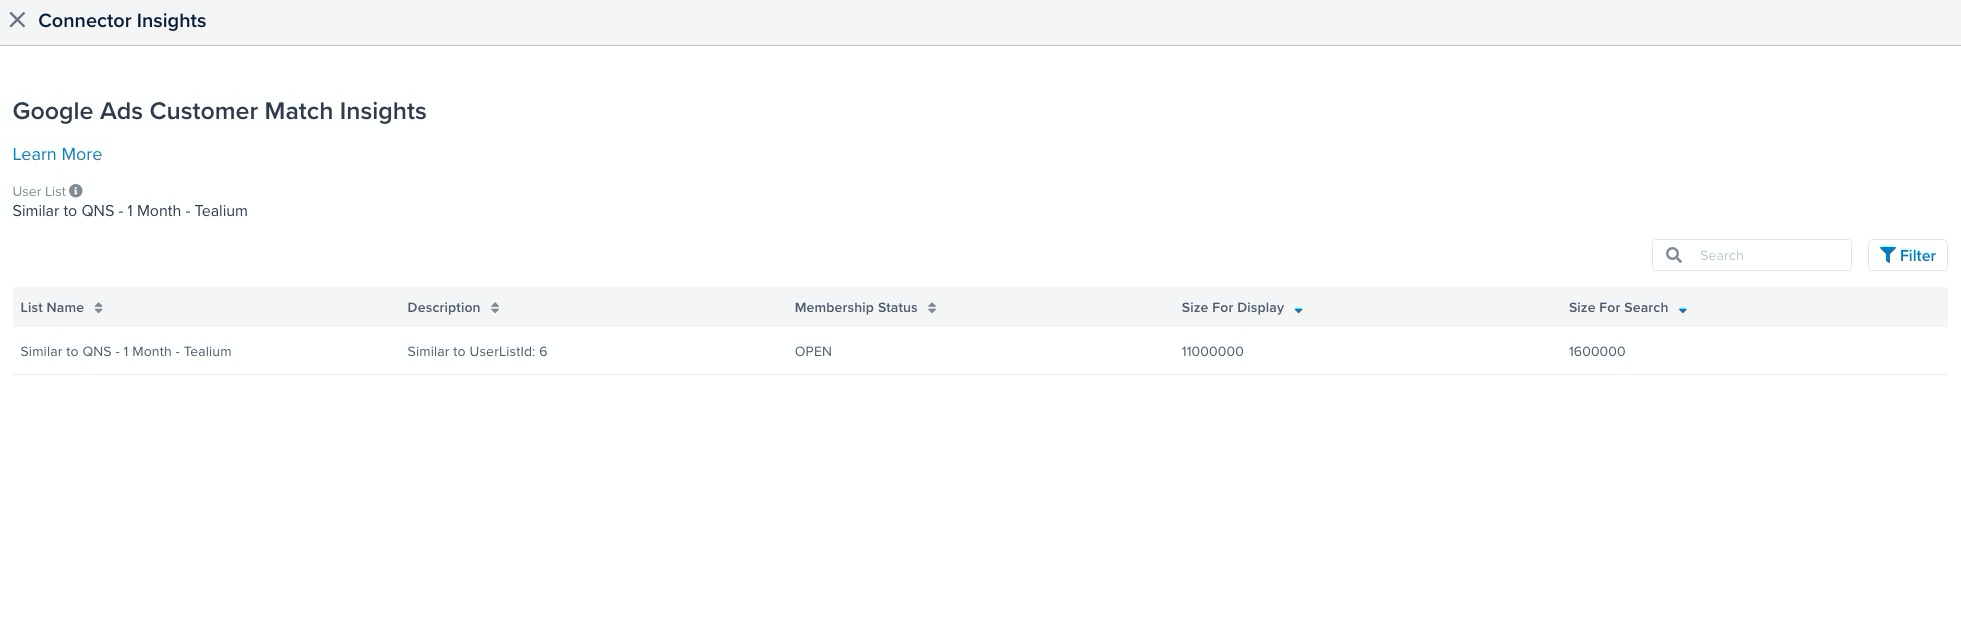 Connector Insights
Google Ads Customer Match Insights
Learn More
User List
Similar to QNS - 1 Month - Tealium
Search
Filter
List Name Description Membership Status Size For Display Size For Search
Similar to QNS - 1 Month - Tealium Similar to UserListId: 6 OPEN 11000000 1600000